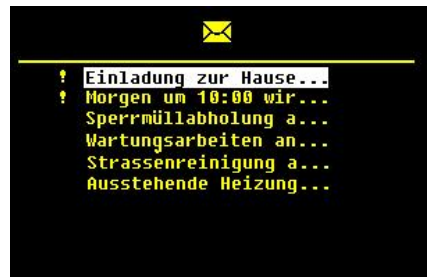 ! Einladung zur Hause...
! Morgen um 10:00 wir...
Sperrmüllabholung a...
Wartungsarbeiten an...
Strassenreinigung a...
Ausstehende Heizung...